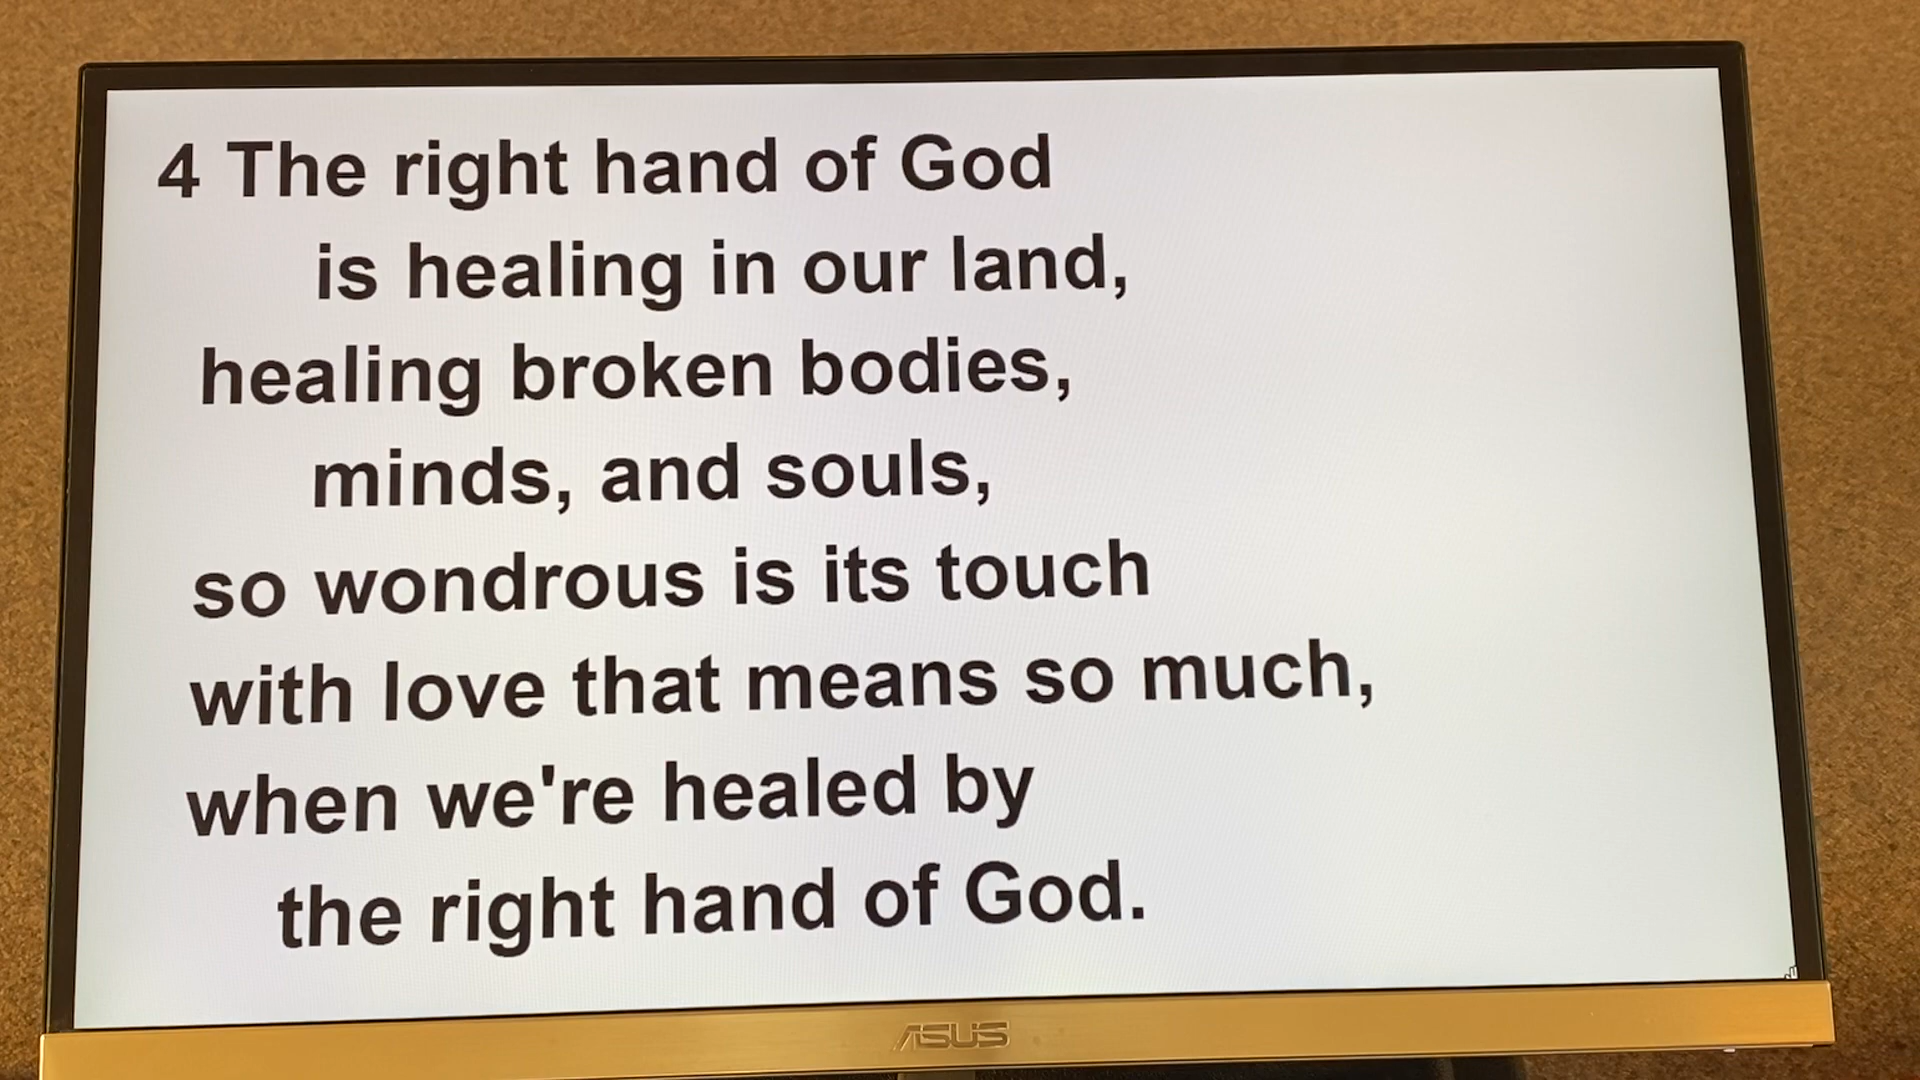 4 The right hand of God
is healing in our land,
healing broken bodies,
minds, and souls,
so wondrous is its touch
with love that means so much,
when we're healed by
the right hand of God.
ASUS